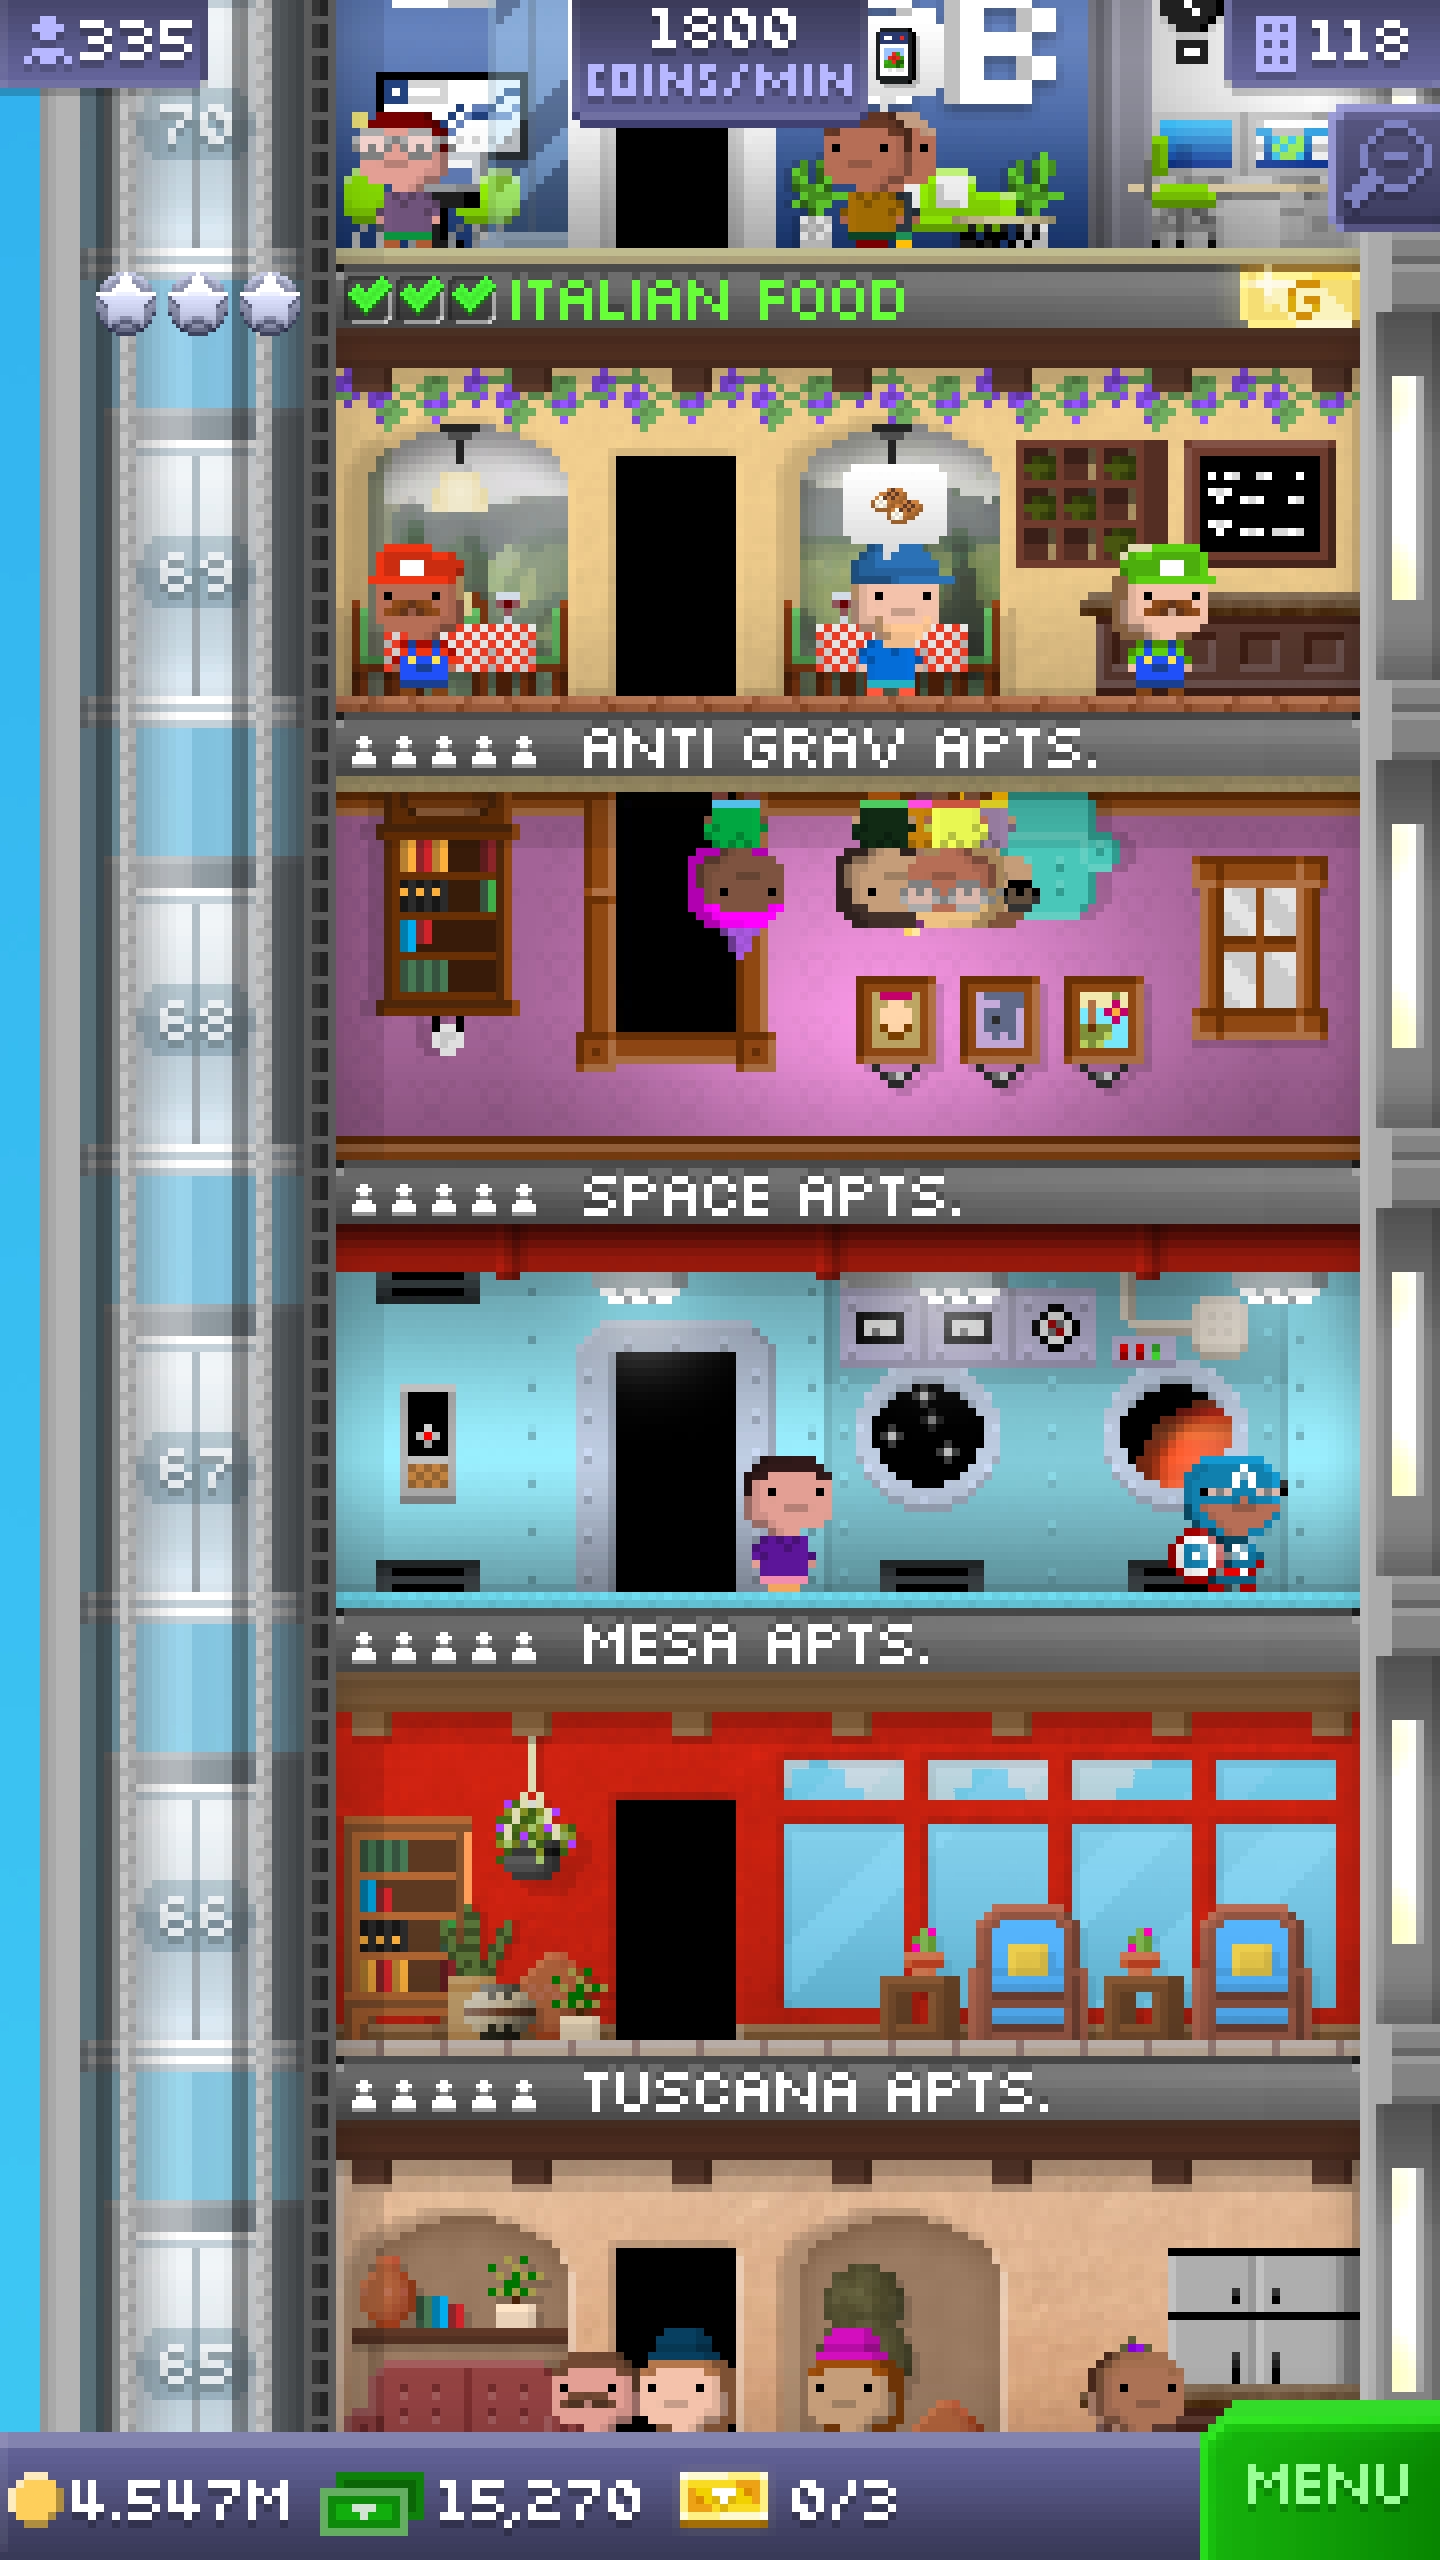 335
1800
COINS/MIN
118
70
ITALIAN FOOD
G
69
ANTI GRAV APTS.
68
SPACE APTS.
67
MESA APTS.
66
TUSCANA APTS.
65
4.547M
15,270
0/3
MENU